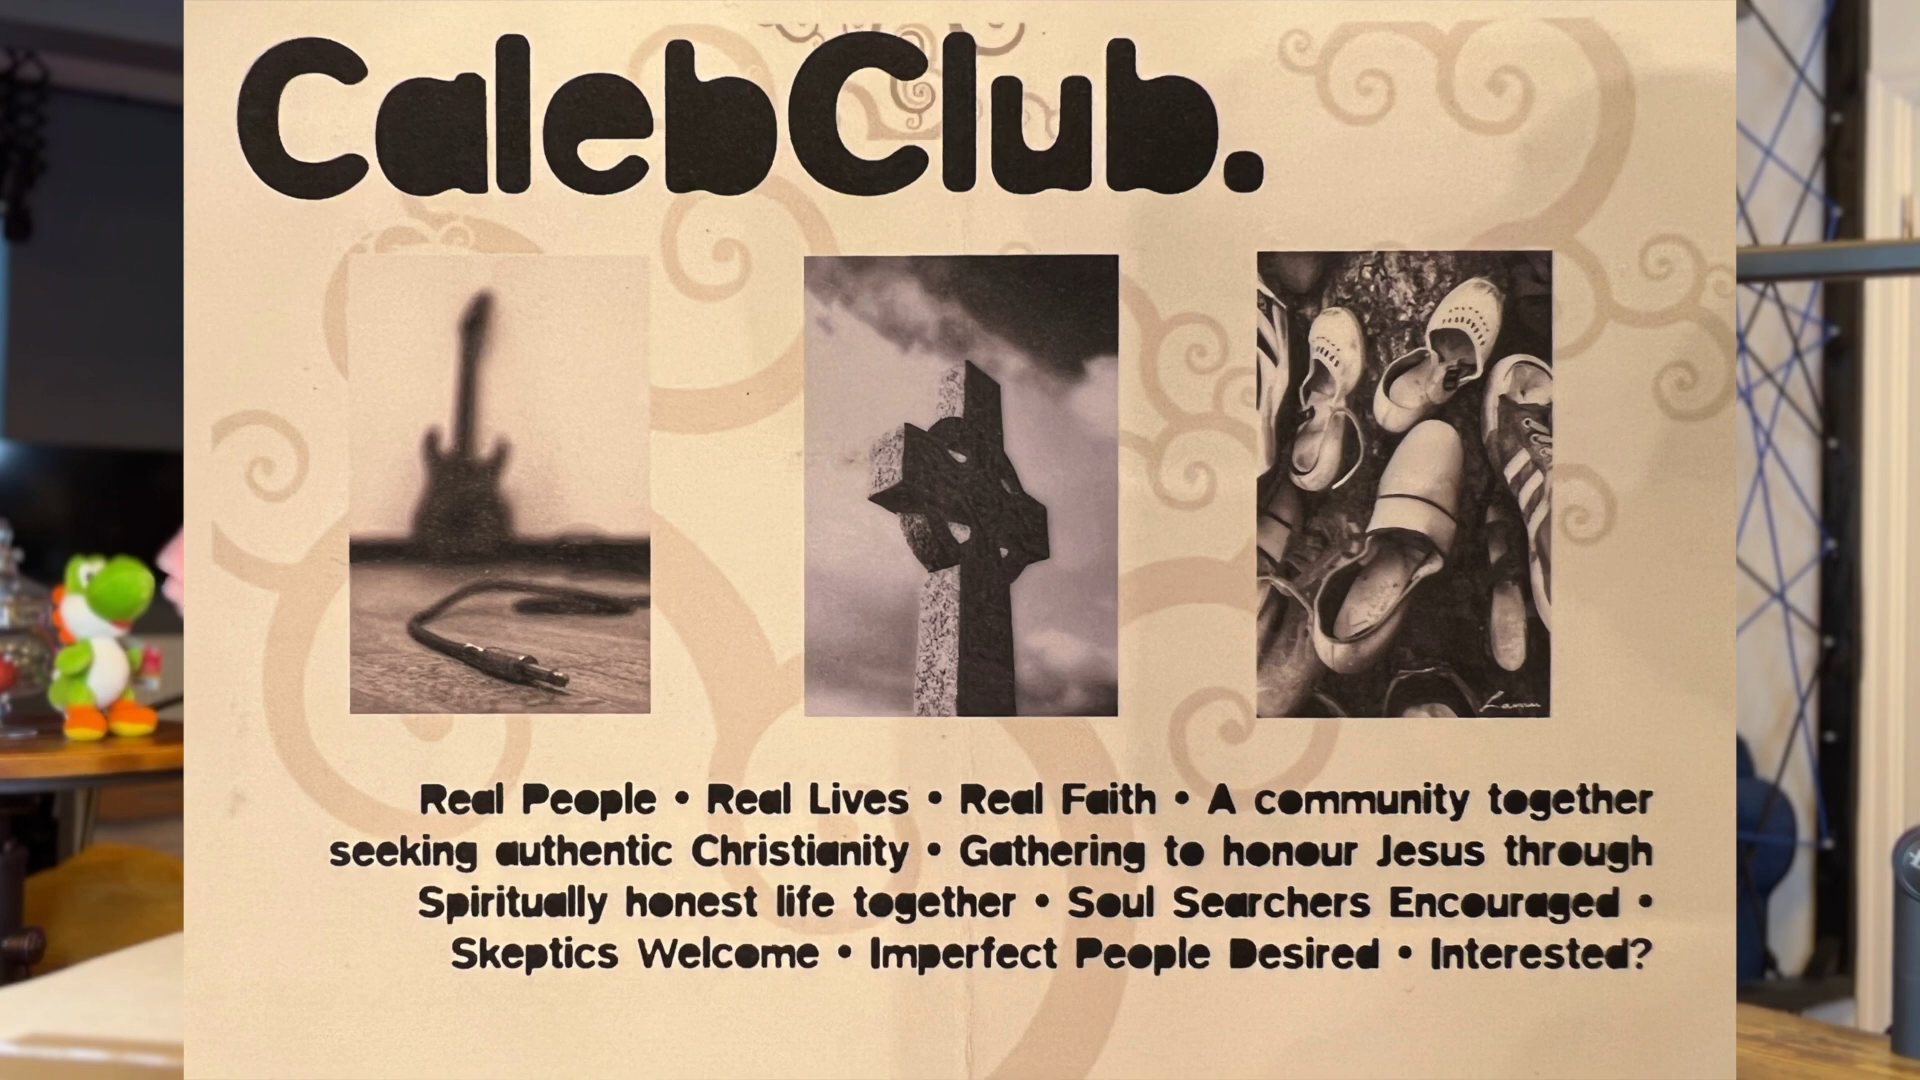 CalebClub.
Real People • Real Lives • Real Faith • A community together
seeking authentic Christianity • Gathering to honour Jesus through
Spiritually honest life together • Soul Searchers Encouraged •
Skeptics Welcome • Imperfect People Desired • Interested?